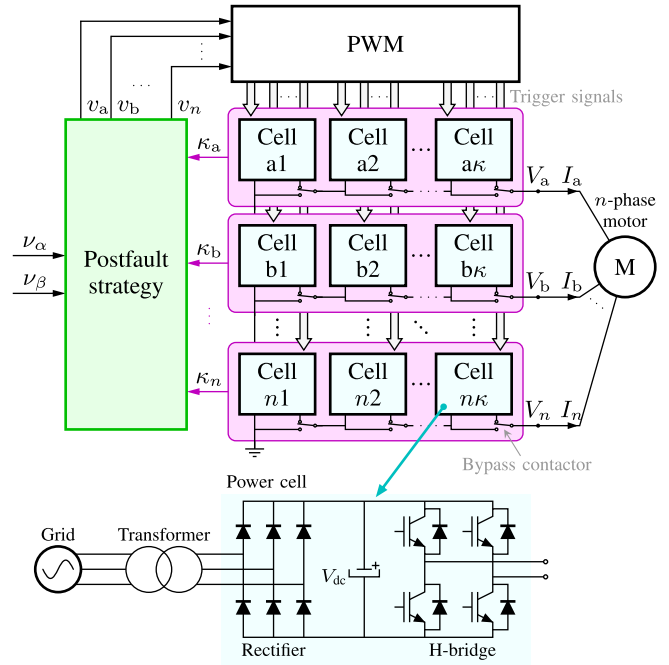 PWM
Trigger signals
v_a v_b ... v_n
κ_a
Cell a1
Cell a2
...
Cell aκ
V_a I_a
n-phase motor
ν_α
ν_β
Postfault strategy
κ_b
Cell b1
Cell b2
...
Cell bκ
V_b I_b
M
κ_n
Cell n1
Cell n2
...
Cell nκ
V_n I_n
Bypass contactor
Power cell
Grid
Transformer
V_dc
+
Rectifier
H-bridge